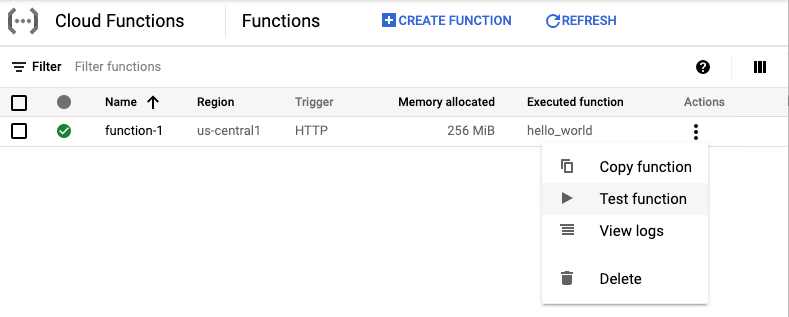 Cloud Functions Functions CREATE FUNCTION REFRESH
Filter Filter functions
Name Region Trigger Memory allocated Executed function Actions
function-1 us-central1 HTTP 256 MiB hello_world
Copy function
Test function
View logs
Delete